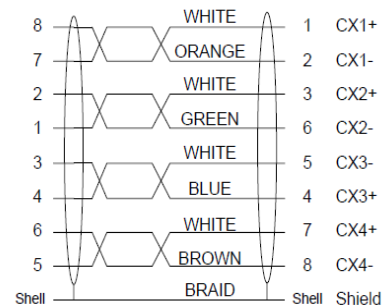 8 WHITE 1 CX1+
7 ORANGE 2 CX1-
2 WHITE 3 CX2+
1 GREEN 6 CX2-
3 WHITE 5 CX3-
4 BLUE 4 CX3+
6 WHITE 7 CX4+
5 BROWN 8 CX4-
Shell BRAID Shell Shield